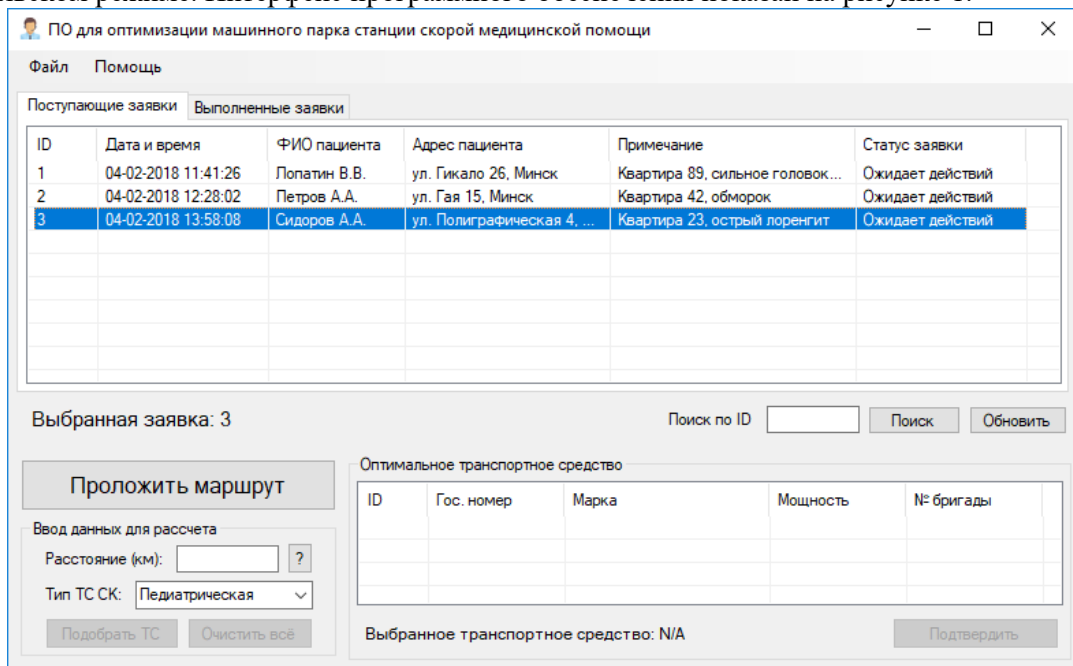 ПО для оптимизации машинного парка станции скорой медицинской помощи
Файл Помощь
Поступающие заявки Выполненные заявки
ID Дата и время ФИО пациента Адрес пациента Примечание Статус заявки
1 04-02-2018 11:41:26 Лопатин В.В. ул. Гикало 26, Минск Квартира 89, сильное головок... Ожидает действий
2 04-02-2018 12:28:02 Петров А.А. ул. Гая 15, Минск Квартира 42, обморок Ожидает действий
3 04-02-2018 13:58:08 Сидоров А.А. ул. Полиграфическая 4, ... Квартира 23, острый лоренгит Ожидает действий
Выбранная заявка: 3
Поиск по ID Поиск Обновить
Проложить маршрут
Оптимальное транспортное средство
ID Гос. номер Марка Мощность № бригады
Ввод данных для рассчета
Расстояние (км): ?
Тип ТС СК: Педиатрическая
Подобрать ТС Очистить всё
Выбранное транспортное средство: N/A
Подтвердить